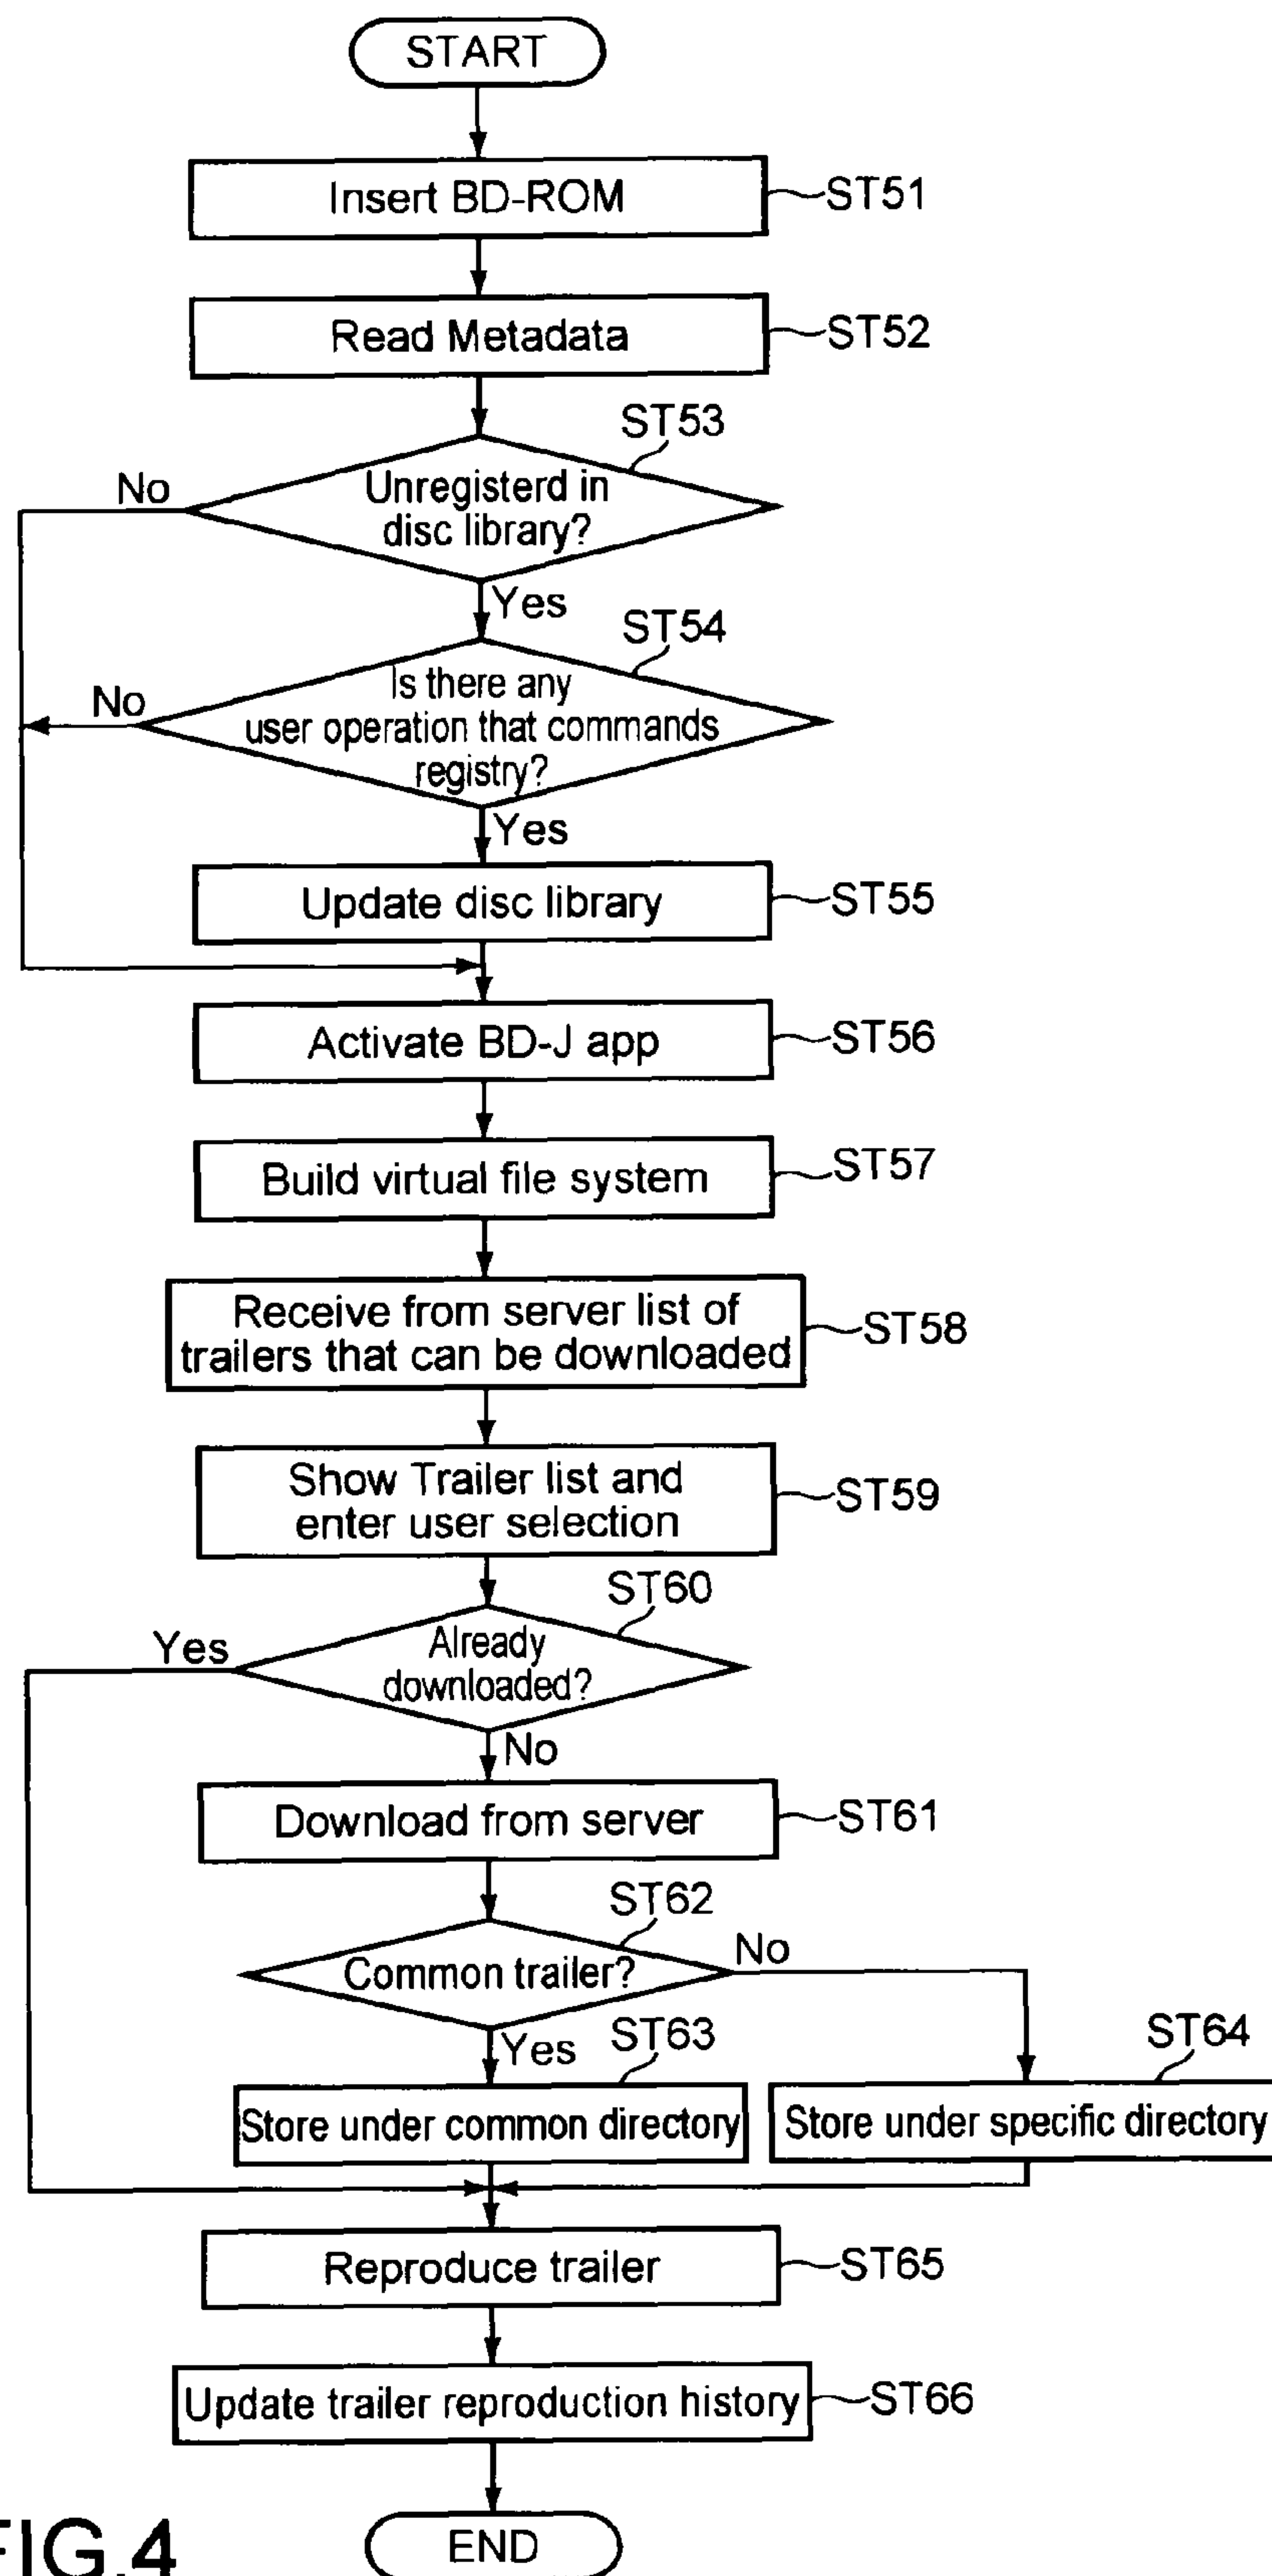 START
Insert BD-ROM
ST51
Read Metadata
ST52
ST53
No
Unregisterd in
disc library?
Yes
ST54
No
Is there any
user operation that commands
registry?
Yes
Update disc library
ST55
Activate BD-J app
ST56
Build virtual file system
ST57
Receive from server list of
trailers that can be downloaded
ST58
Show Trailer list and
enter user selection
ST59
ST60
Yes
Already
downloaded?
No
Download from server
ST61
ST62
Common trailer?
No
Yes
ST63
ST64
Store under common directory
Store under specific directory
Reproduce trailer
ST65
Update trailer reproduction history
ST66
END
FIG.4